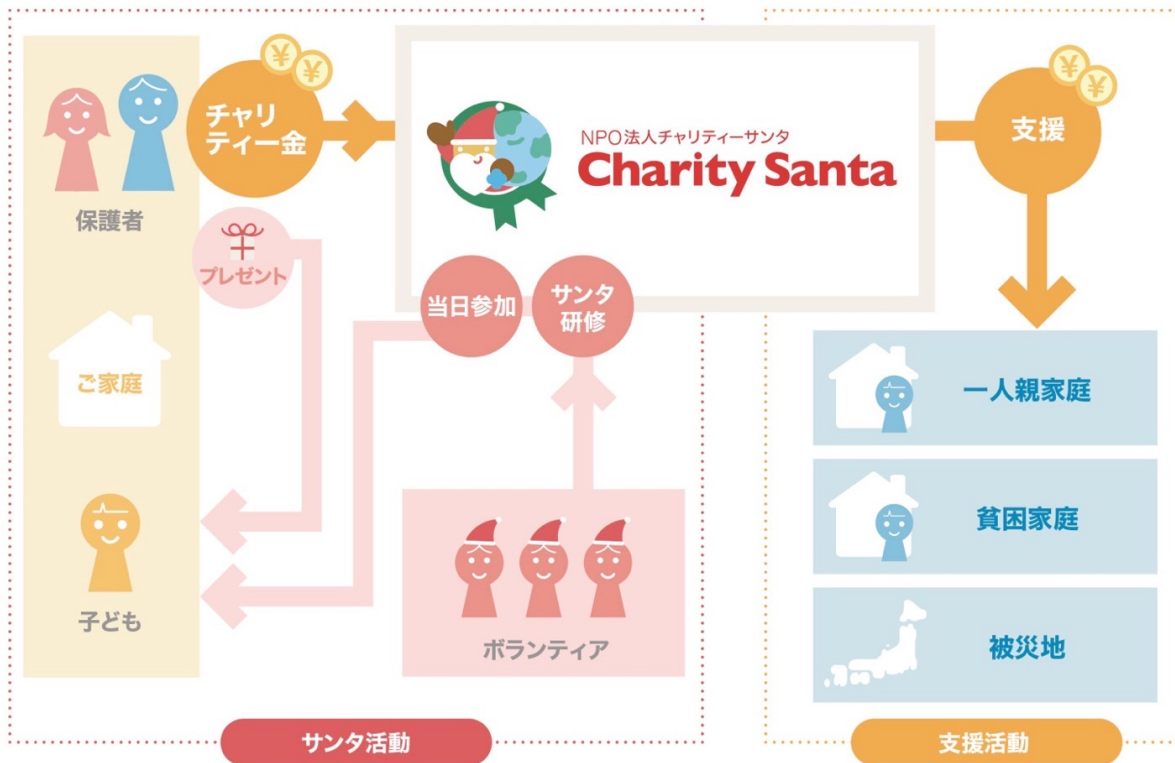 保護者
チャリ
ティー金
¥ ¥
プレゼント
ご家庭
子ども
NPO法人チャリティーサンタ
Charity Santa
当日参加
サンタ
研修
ボランティア
サンタ活動
¥ ¥
支援
一人親家庭
貧困家庭
被災地
支援活動